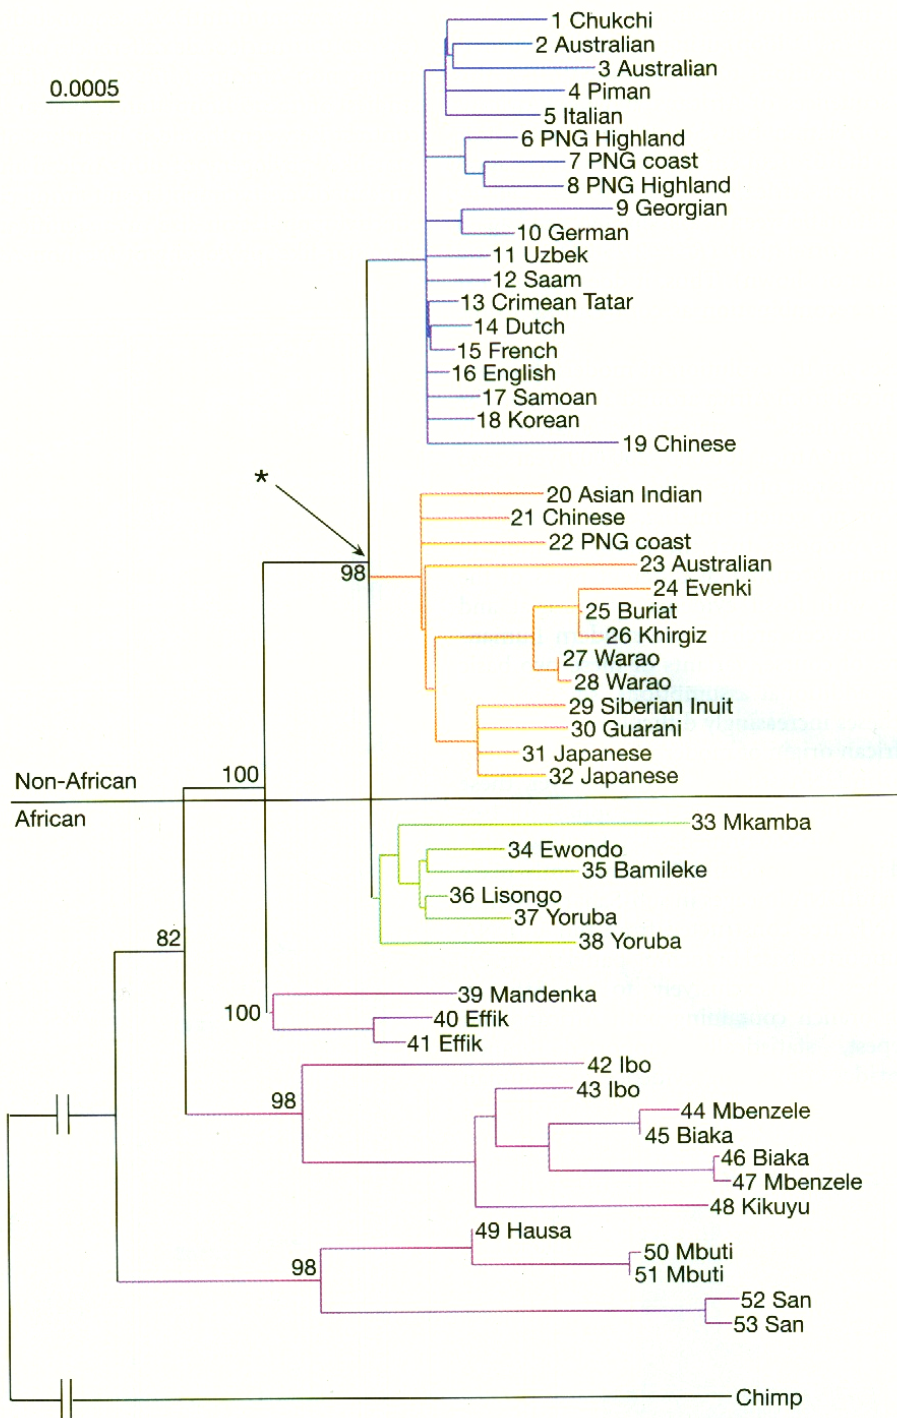 1 Chukchi
0.0005
2 Australian
3 Australian
4 Piman
5 Italian
6 PNG Highland
7 PNG coast
8 PNG Highland
9 Georgian
10 German
11 Uzbek
12 Saam
13 Crimean Tatar
14 Dutch
15 French
16 English
17 Samoan
18 Korean
19 Chinese
*
20 Asian Indian
21 Chinese
22 PNG coast
23 Australian
98
24 Evenki
25 Buriat
26 Khirgiz
27 Warao
28 Warao
29 Siberian Inuit
30 Guarani
31 Japanese
32 Japanese
100
Non-African
African
33 Mkamba
34 Ewondo
35 Bamileke
36 Lisongo
37 Yoruba
38 Yoruba
82
39 Mandenka
100
40 Effik
41 Effik
42 Ibo
43 Ibo
98
44 Mbenzele
45 Biaka
46 Biaka
47 Mbenzele
48 Kikuyu
49 Hausa
98
50 Mbuti
51 Mbuti
52 San
53 San
Chimp